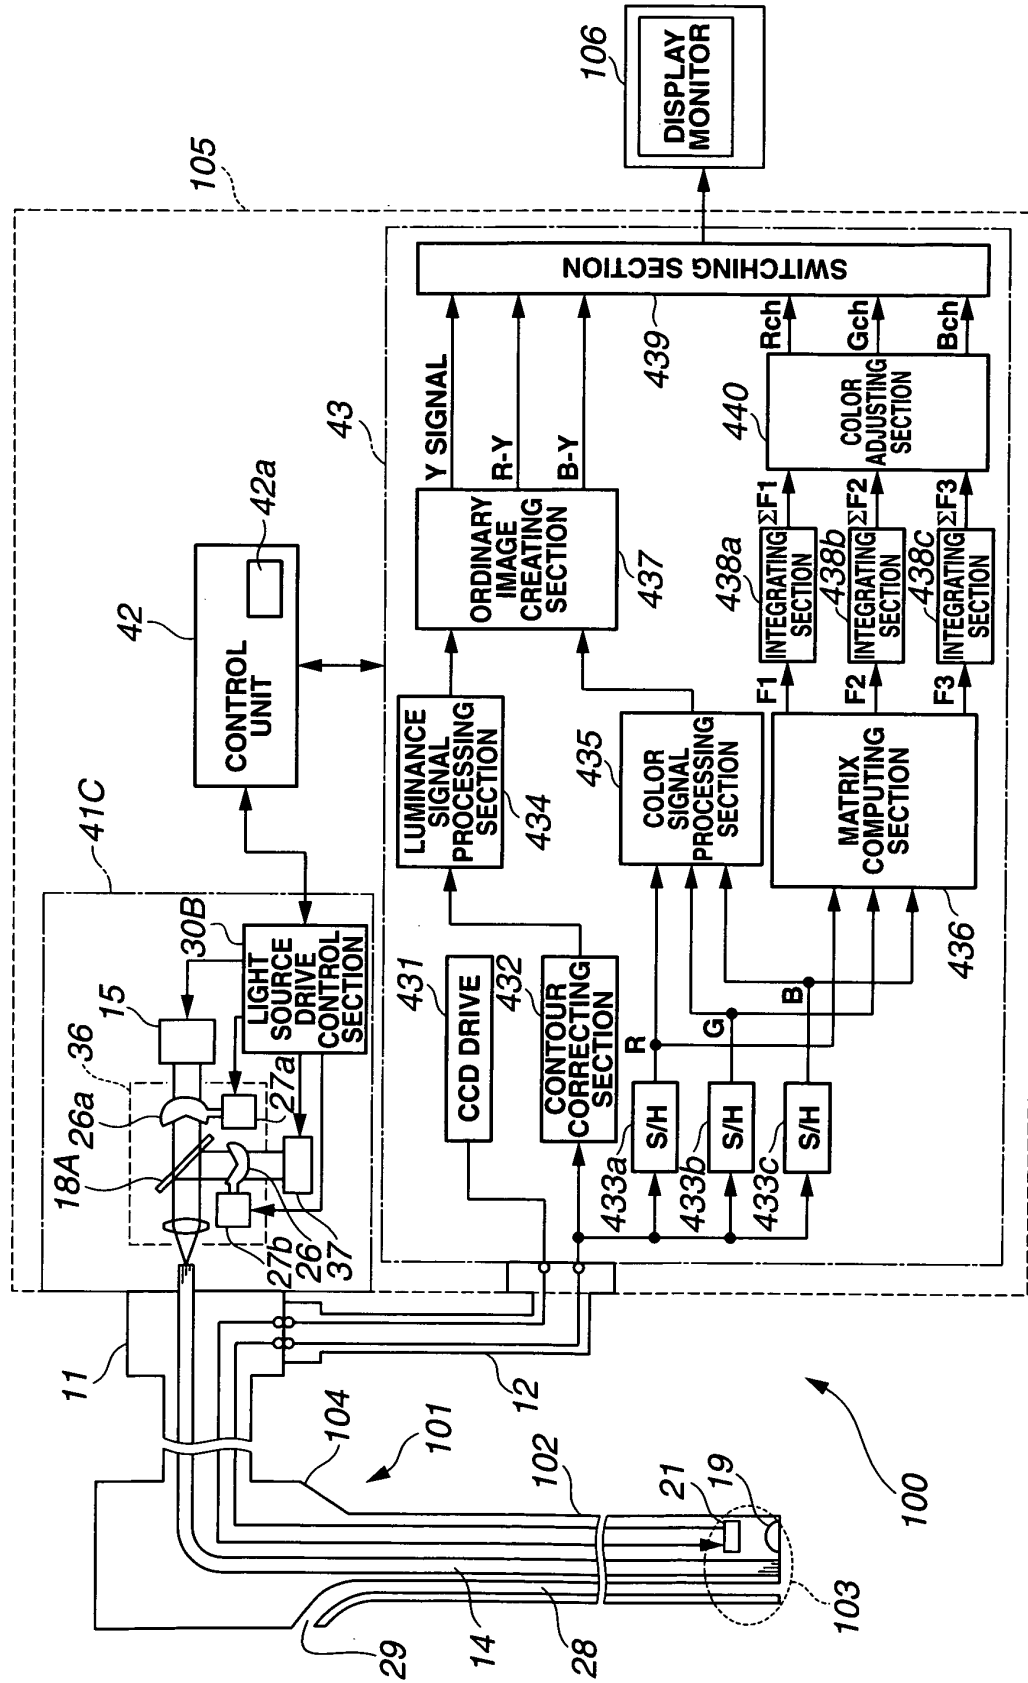 105
106
DISPLAY
MONITOR
43
439
SWITCHING SECTION
Y SIGNAL
R-Y
B-Y
Rch
Gch
Bch
440
COLOR
ADJUSTING
SECTION
42
42a
CONTROL
UNIT
ORDINARY
IMAGE
CREATING
SECTION
437
438a
ΣF1
INTEGRATING
SECTION
438b
ΣF2
INTEGRATING
SECTION
438c
ΣF3
INTEGRATING
SECTION
F1
F2
F3
41C
30B
LIGHT
SOURCE
DRIVE
CONTROL
SECTION
15
36
26a
18A
27a
27b
26
37
LUMINANCE
SIGNAL
PROCESSING
SECTION
434
435
COLOR
SIGNAL
PROCESSING
SECTION
MATRIX
COMPUTING
SECTION
436
431
CCD DRIVE
432
CONTOUR
CORRECTING
SECTION
R
G
B
433a
S/H
433b
S/H
433c
S/H
11
12
104
101
102
21
19
103
100
29
14
28